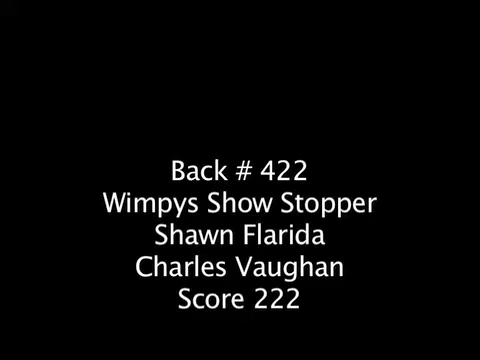 Back # 422
Wimpys Show Stopper
Shawn Flarida
Charles Vaughan
Score 222